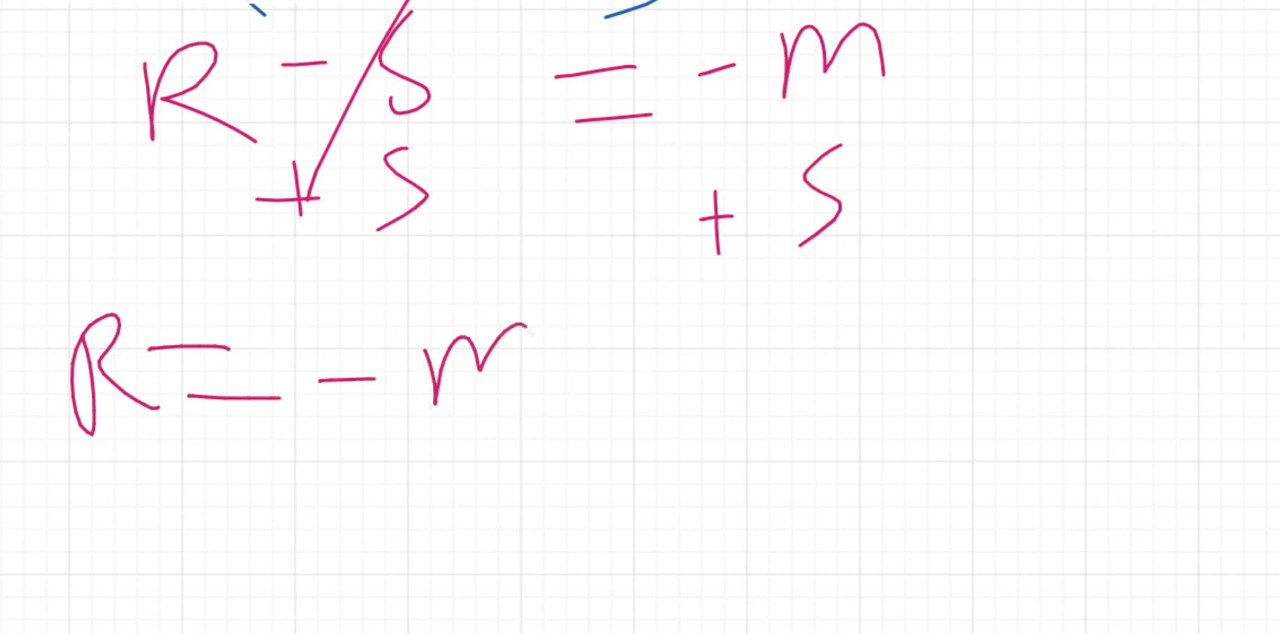 R - S = - m
+ S + S
R = - m